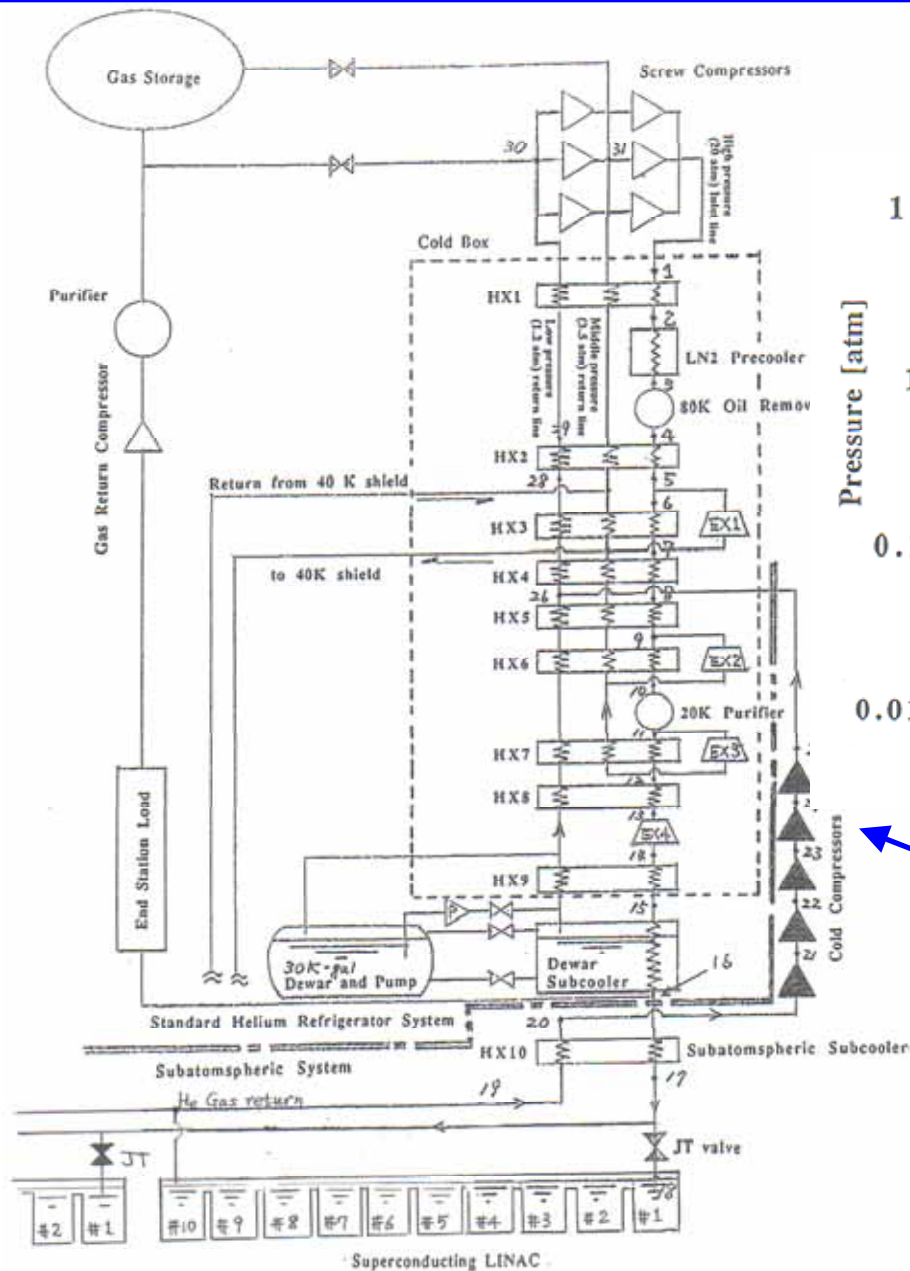 Gas Storage
Screw Compressors
30
31
High pressure
(20 atm) Inlet line
Cold Box
1
Purifier
HX1
2
LN2 Precooler
Low pressure
(1.2 atm) return line
Middle pressure
(3.5 atm) return line
3
80K Oil Remov
4
HX2
5
Gas Return Compressor
Return from 40 K shield
28
6
HX3
EX1
7
to 40K shield
HX4
26
8
HX5
9
HX6
EX2
10
20K Purifier
11
HX7
EX3
12
HX8
13
EX4
HX9
15
End Station Load
23
22
21
Cold Compressors
30K-gal
Dewar and Pump
Dewar
Subcooler
16
Standard Helium Refrigerator System
20
HX10
Subatomspheric Subcooler
Subatomspheric System
17
He Gas return
19
JT
JT valve
18
#2
#1
#10
#9
#8
#7
#6
#5
#4
#3
#2
#1
Superconducting LINAC
Pressure [atm]
1
1
0.
0.01